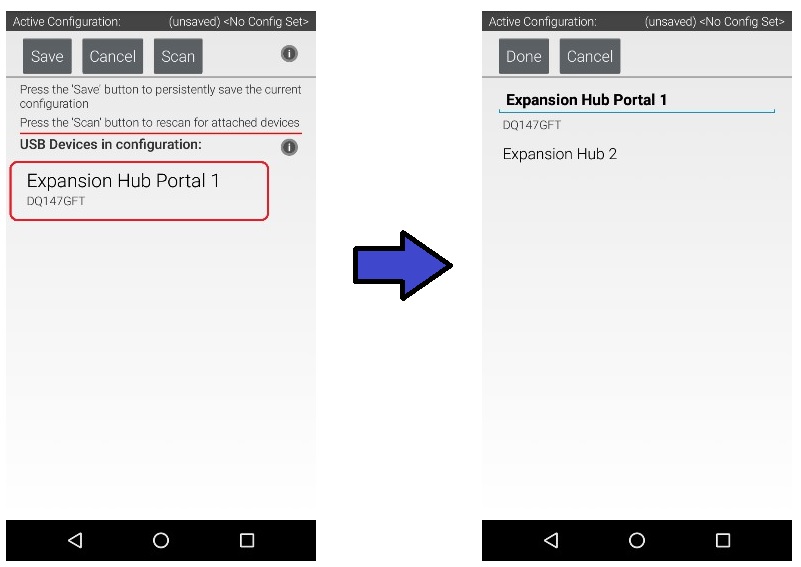 Active Configuration: (unsaved) <No Config Set>
Save Cancel Scan
Press the 'Save' button to persistently save the current
configuration
Press the 'Scan' button to rescan for attached devices
USB Devices in configuration:
Expansion Hub Portal 1
DQ147GFT
Active Configuration: (unsaved) <No Config Set>
Done Cancel
Expansion Hub Portal 1
DQ147GFT
Expansion Hub 2